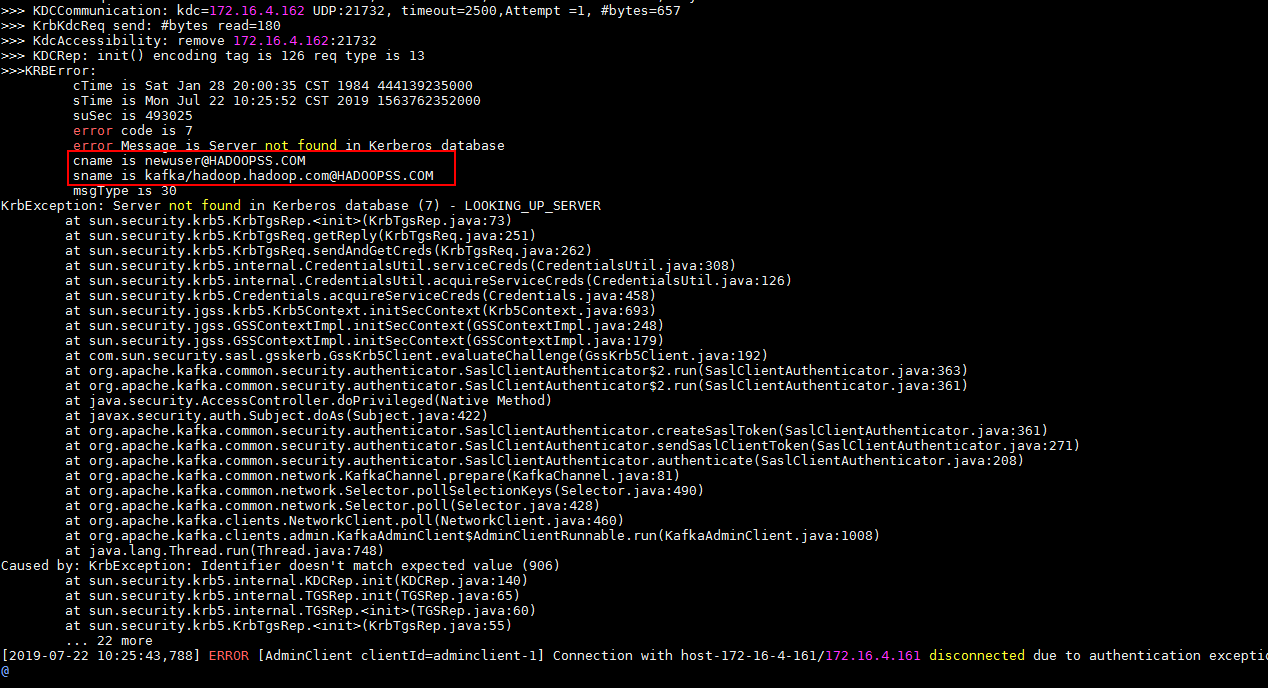 >>> KDCCommunication: kdc=172.16.4.162 UDP:21732, timeout=2500,Attempt =1, #bytes=657
>>> KrbKdcReq send: #bytes read=180
>>> KdcAccessibility: remove 172.16.4.162:21732
>>> KDCRep: init() encoding tag is 126 req type is 13
>>>KRBError:
         cTime is Sat Jan 28 20:00:35 CST 1984 444139235000
         sTime is Mon Jul 22 10:25:52 CST 2019 1563762352000
         suSec is 493025
         error code is 7
         error Message is Server not found in Kerberos database
         cname is newuser@HADOOPSS.COM
         sname is kafka/hadoop.hadoop.com@HADOOPSS.COM
         msgType is 30
KrbException: Server not found in Kerberos database (7) - LOOKING_UP_SERVER
        at sun.security.krb5.KrbTgsRep.<init>(KrbTgsRep.java:73)
        at sun.security.krb5.KrbTgsReq.getReply(KrbTgsReq.java:251)
        at sun.security.krb5.KrbTgsReq.sendAndGetCreds(KrbTgsReq.java:262)
        at sun.security.krb5.internal.CredentialsUtil.serviceCreds(CredentialsUtil.java:308)
        at sun.security.krb5.internal.CredentialsUtil.acquireServiceCreds(CredentialsUtil.java:126)
        at sun.security.krb5.Credentials.acquireServiceCreds(Credentials.java:458)
        at sun.security.jgss.krb5.Krb5Context.initSecContext(Krb5Context.java:693)
        at sun.security.jgss.GSSContextImpl.initSecContext(GSSContextImpl.java:248)
        at sun.security.jgss.GSSContextImpl.initSecContext(GSSContextImpl.java:179)
        at com.sun.security.sasl.gsskerb.GssKrb5Client.evaluateChallenge(GssKrb5Client.java:192)
        at org.apache.kafka.common.security.authenticator.SaslClientAuthenticator$2.run(SaslClientAuthenticator.java:363)
        at org.apache.kafka.common.security.authenticator.SaslClientAuthenticator$2.run(SaslClientAuthenticator.java:361)
        at java.security.AccessController.doPrivileged(Native Method)
        at javax.security.auth.Subject.doAs(Subject.java:422)
        at org.apache.kafka.common.security.authenticator.SaslClientAuthenticator.createSaslToken(SaslClientAuthenticator.java:361)
        at org.apache.kafka.common.security.authenticator.SaslClientAuthenticator.sendSaslClientToken(SaslClientAuthenticator.java:271)
        at org.apache.kafka.common.security.authenticator.SaslClientAuthenticator.authenticate(SaslClientAuthenticator.java:208)
        at org.apache.kafka.common.network.KafkaChannel.prepare(KafkaChannel.java:81)
        at org.apache.kafka.common.network.Selector.pollSelectionKeys(Selector.java:490)
        at org.apache.kafka.common.network.Selector.poll(Selector.java:428)
        at org.apache.kafka.clients.NetworkClient.poll(NetworkClient.java:460)
        at org.apache.kafka.clients.admin.KafkaAdminClient$AdminClientRunnable.run(KafkaAdminClient.java:1008)
        at java.lang.Thread.run(Thread.java:748)
Caused by: KrbException: Identifier doesn't match expected value (906)
        at sun.security.krb5.internal.KDCRep.init(KDCRep.java:140)
        at sun.security.krb5.internal.TGSRep.init(TGSRep.java:65)
        at sun.security.krb5.internal.TGSRep.<init>(TGSRep.java:60)
        at sun.security.krb5.KrbTgsRep.<init>(KrbTgsRep.java:55)
        ... 22 more
[2019-07-22 10:25:43,788] ERROR [AdminClient clientId=adminclient-1] Connection with host-172-16-4-161/172.16.4.161 disconnected due to authentication excepti
@